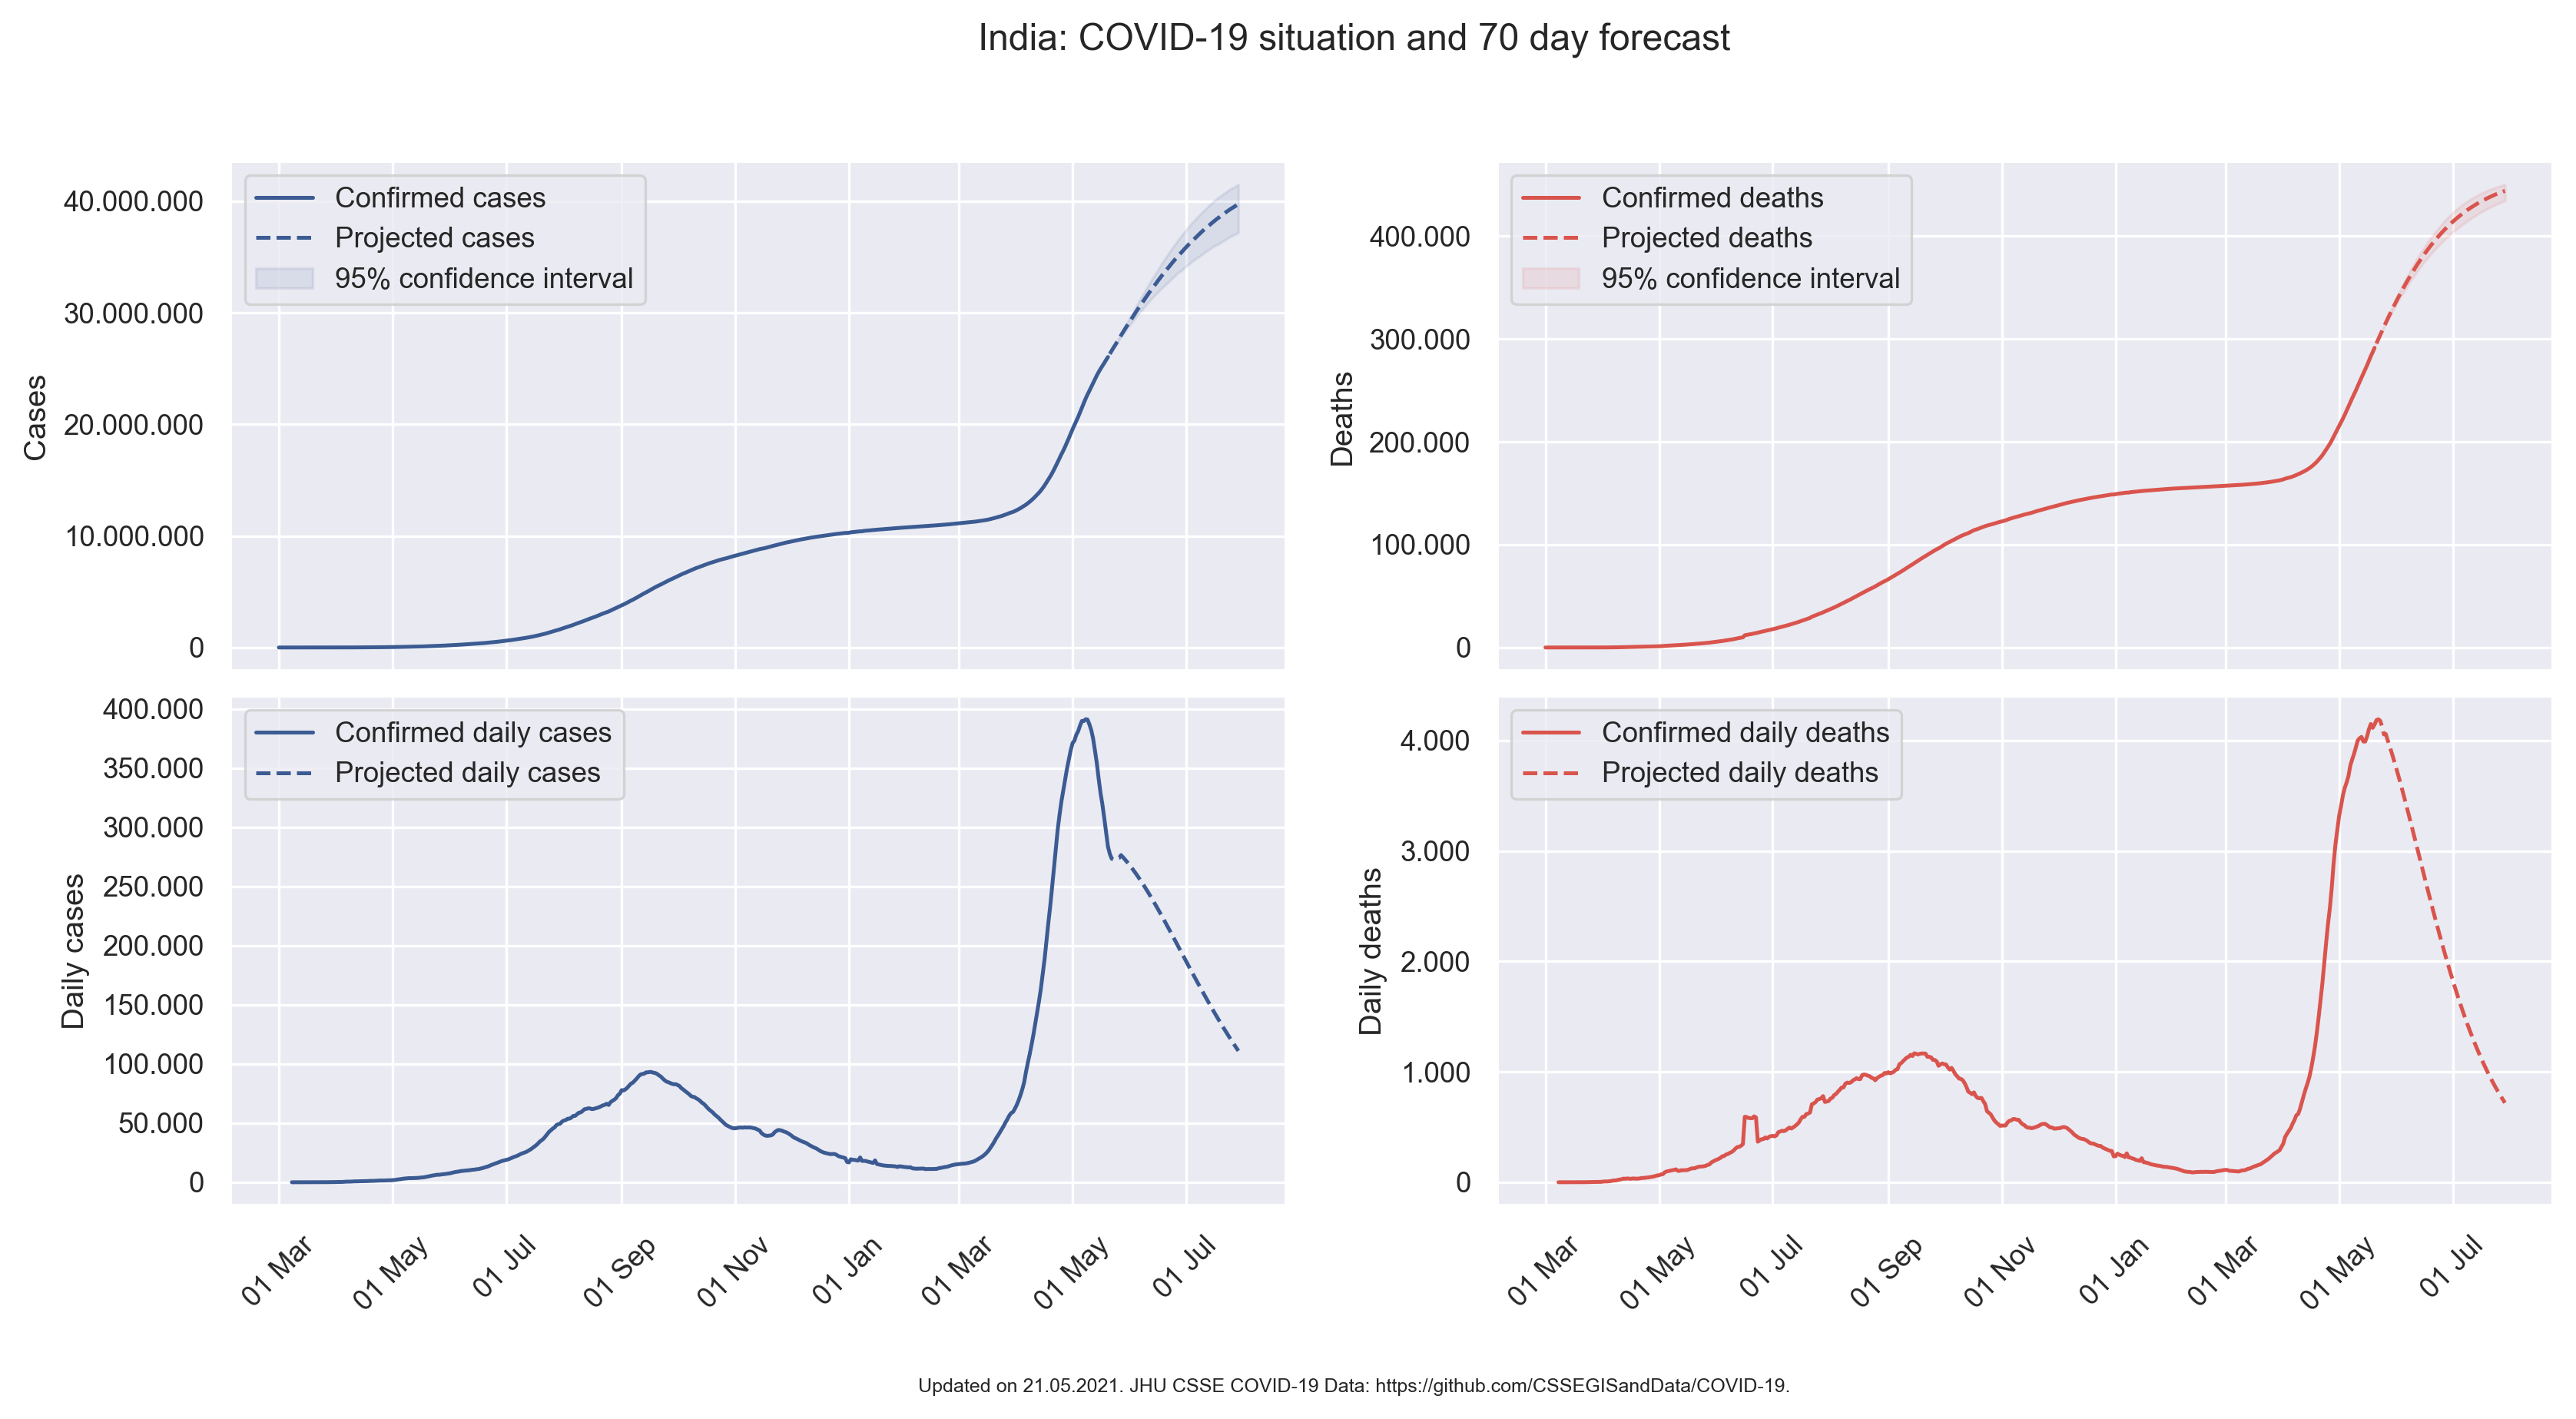 India: COVID-19 situation and 70 day forecast
Confirmed cases
Projected cases
95% confidence interval
40.000.000
30.000.000
20.000.000
10.000.000
0
Cases
Confirmed deaths
Projected deaths
95% confidence interval
400.000
300.000
200.000
100.000
0
Deaths
Confirmed daily cases
Projected daily cases
400.000
350.000
300.000
250.000
200.000
150.000
100.000
50.000
0
Daily cases
01 Mar
01 May
01 Jul
01 Sep
01 Nov
01 Jan
01 Mar
01 May
01 Jul
Confirmed daily deaths
Projected daily deaths
4.000
3.000
2.000
1.000
0
Daily deaths
01 Mar
01 May
01 Jul
01 Sep
01 Nov
01 Jan
01 Mar
01 May
01 Jul
Updated on 21.05.2021. JHU CSSE COVID-19 Data: https://github.com/CSSEGISandData/COVID-19.